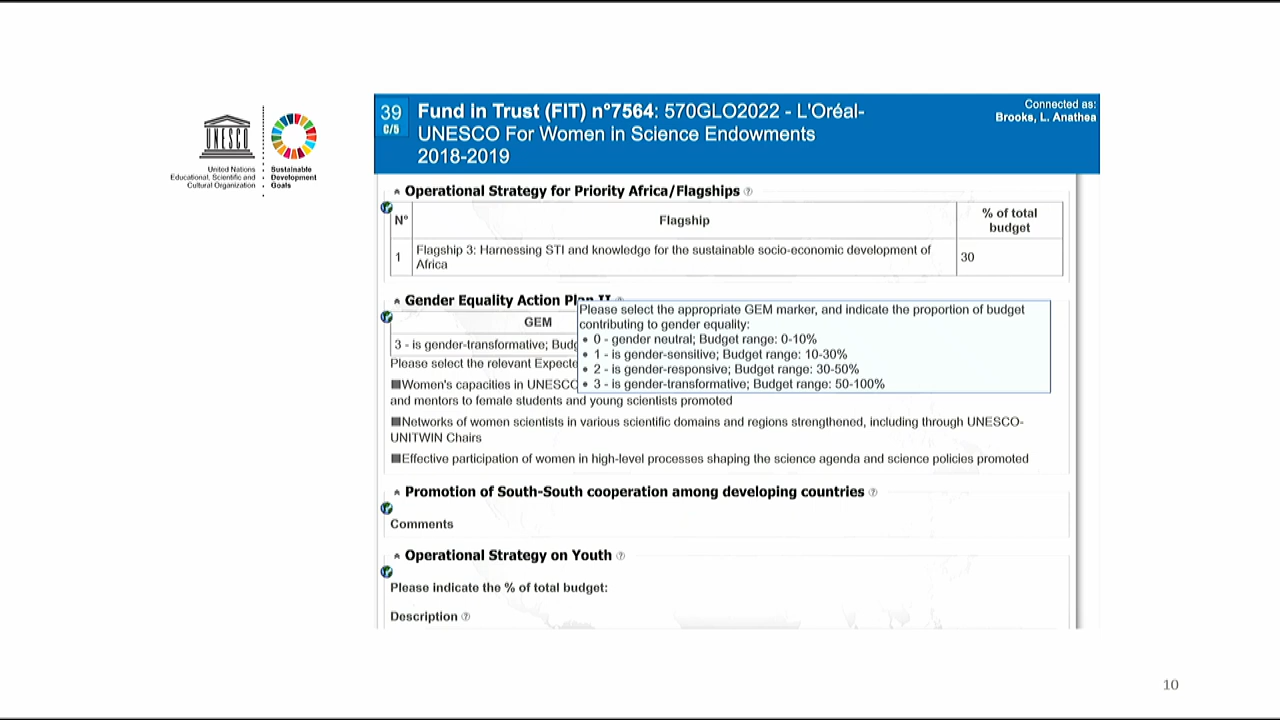 UNESCO
United Nations
Educational, Scientific and
Cultural Organization
Sustainable
Development
Goals
39
C/5
Fund in Trust (FIT) n°7564: 570GLO2022 - L'Oréal-
UNESCO For Women in Science Endowments
2018-2019
Connected as:
Brooks, L. Anathea
Operational Strategy for Priority Africa/Flagships ?
N° Flagship % of total
budget
1 Flagship 3: Harnessing STI and knowledge for the sustainable socio-economic development of
Africa
30
Gender Equality Action Plan II
GEM
3 - is gender-transformative;
Please select the relevant
Women's capacities in UNESCO
Please select the appropriate GEM marker, and indicate the proportion of budget
contributing to gender equality:
• 0 - gender neutral; Budget range: 0-10%
• 1 - is gender-sensitive; Budget range: 10-30%
• 2 - is gender-responsive; Budget range: 30-50%
• 3 - is gender-transformative; Budget range: 50-100%
and mentors to female students and young scientists promoted
Networks of women scientists in various scientific domains and regions strengthened, including through UNESCO-
UNITWIN Chairs
Effective participation of women in high-level processes shaping the science agenda and science policies promoted
Promotion of South-South cooperation among developing countries ?
Comments
Operational Strategy on Youth ?
Please indicate the % of total budget:
Description ?
10